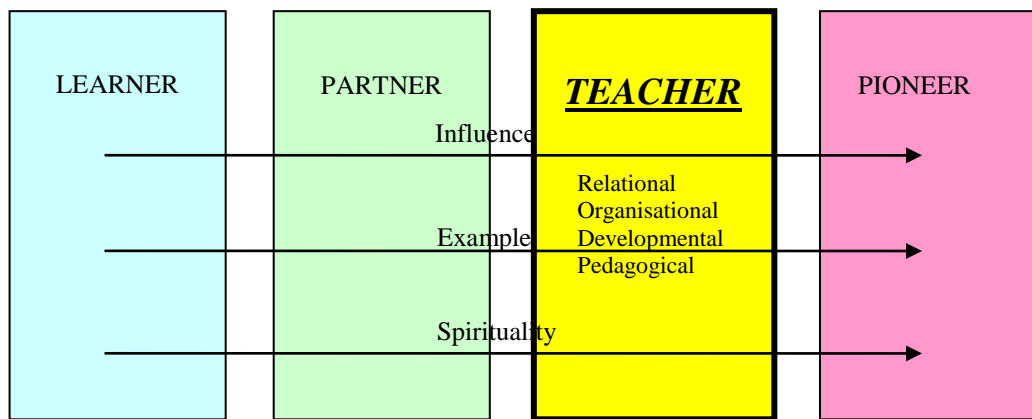 LEARNER
PARTNER
TEACHER
PIONEER
Influence
Relational
Organisational
Example
Developmental
Pedagogical
Spirituality